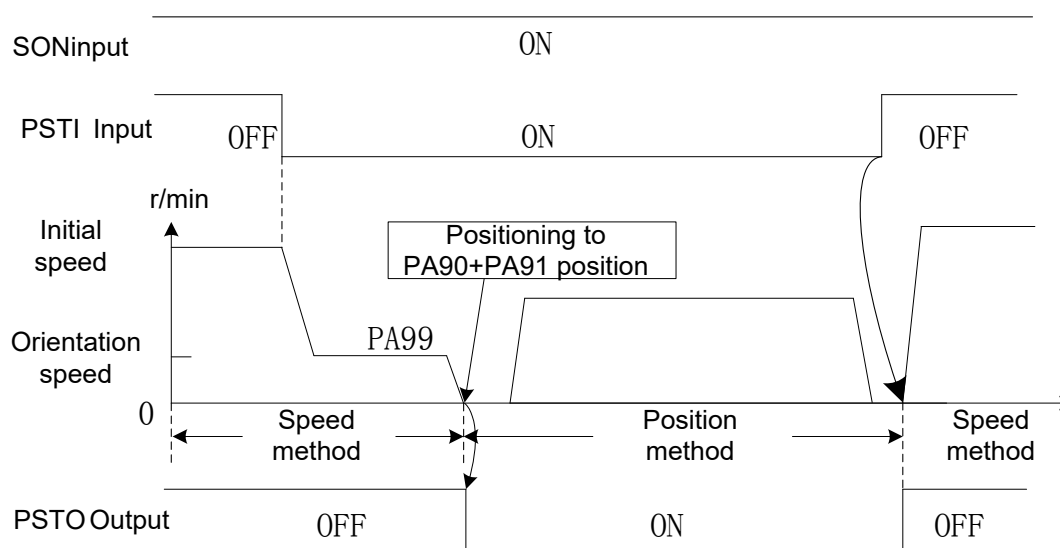 SONinput
ON
PSTI Input
OFF
ON
OFF
r/min
Initial
speed
Positioning to
PA90+PA91 position
Orientation
speed
PA99
0
Speed
method
Position
method
Speed
method
PSTO Output
OFF
ON
OFF